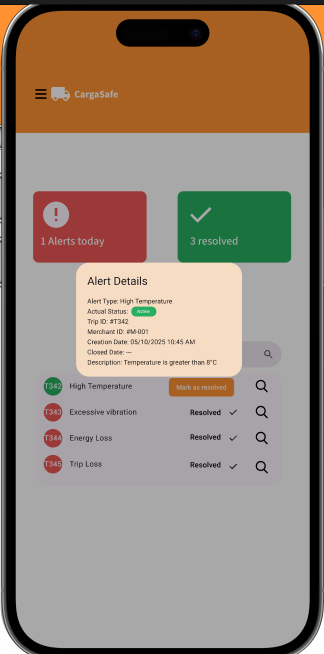 CargaSafe
1 Alerts today
3 resolved
Alert Details
Alert Type: High Temperature
Actual Status: Active
Trip ID: #T342
Merchant ID: #M-001
Creation Date: 05/10/2025 10:45 AM
Closed Date: ---
Description: Temperature is greater than 8°C
T342 High Temperature Mark as resolved
T343 Excessive vibration Resolved
T344 Energy Loss Resolved
T345 Trip Loss Resolved